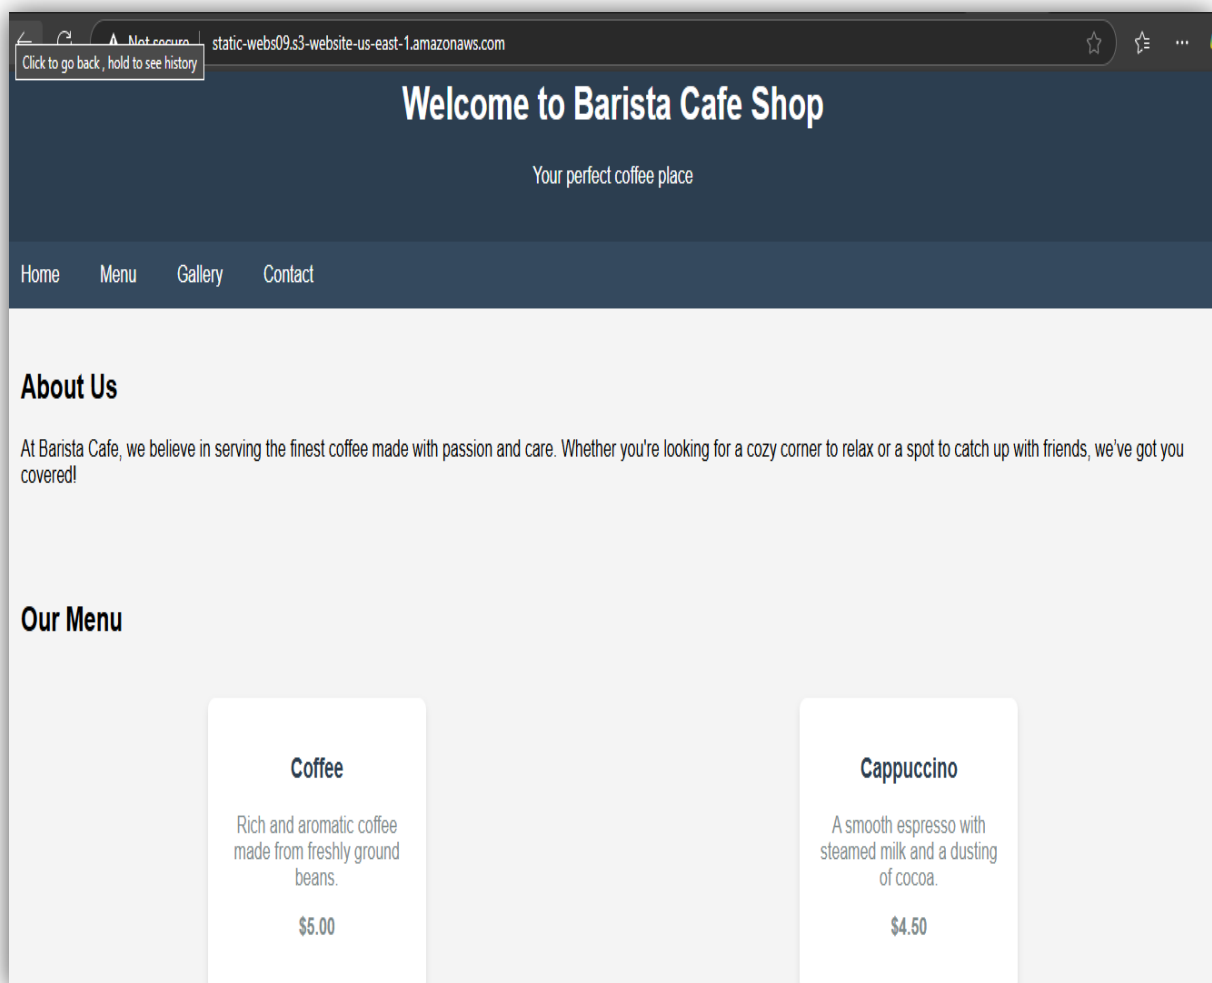 Not secure
static-webs09.s3-website-us-east-1.amazonaws.com
Click to go back , hold to see history
Welcome to Barista Cafe Shop
Your perfect coffee place
Home Menu Gallery Contact
About Us
At Barista Cafe, we believe in serving the finest coffee made with passion and care. Whether you're looking for a cozy corner to relax or a spot to catch up with friends, we've got you
covered!
Our Menu
Coffee
Rich and aromatic coffee
made from freshly ground
beans.
$5.00
Cappuccino
A smooth espresso with
steamed milk and a dusting
of cocoa.
$4.50